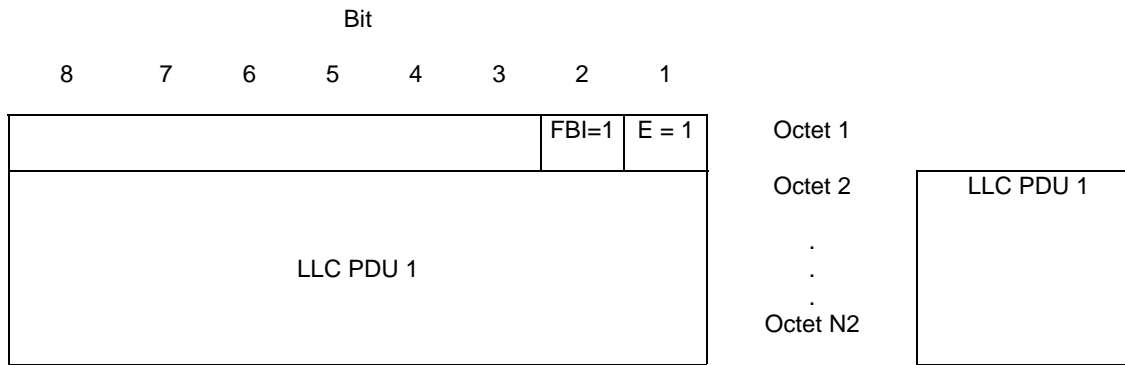 Bit
8 7 6 5 4 3 2 1
FBI=1 E = 1 Octet 1
Octet 2 LLC PDU 1
.
LLC PDU 1 .
.
Octet N2